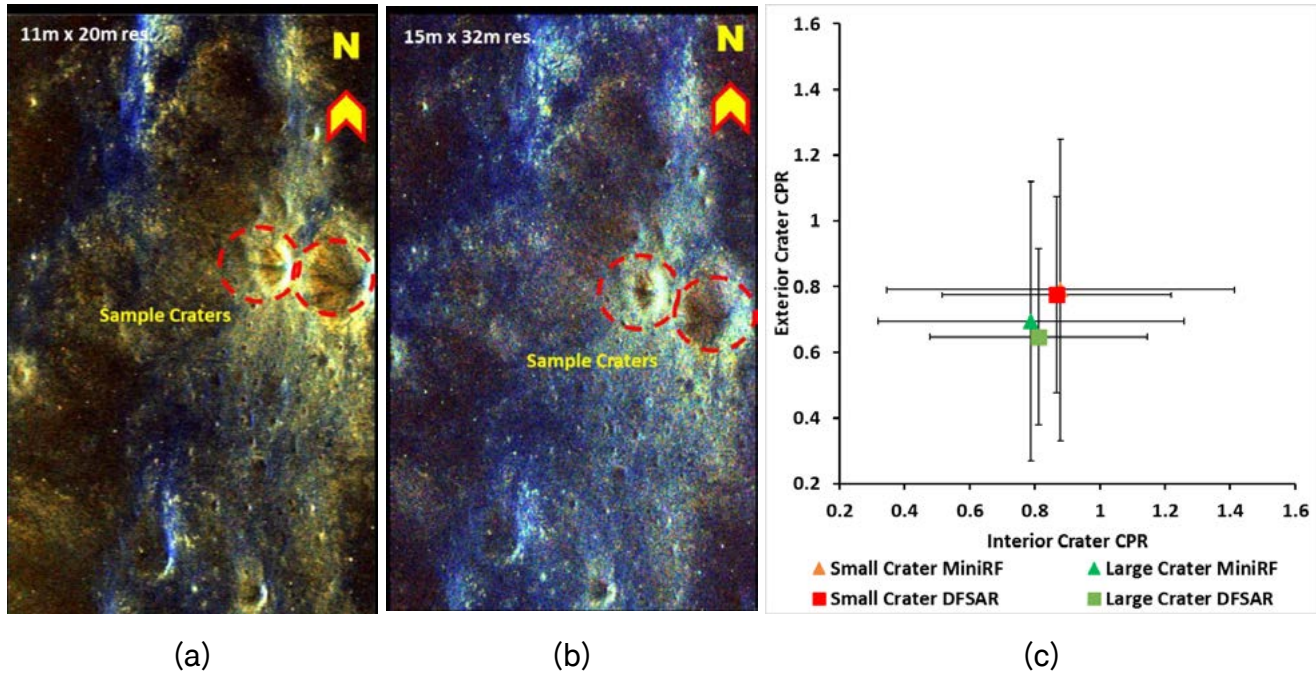 11m x 20m res.
N
Sample Craters
(a)
15m x 32m res.
N
Sample Craters
(b)
1.6
1.4
1.2
1
0.8
0.6
0.4
0.2
Exterior Crater CPR
0.2 0.4 0.6 0.8 1 1.2 1.4 1.6
Interior Crater CPR
Small Crater MiniRF Large Crater MiniRF
Small Crater DFSAR Large Crater DFSAR
(c)